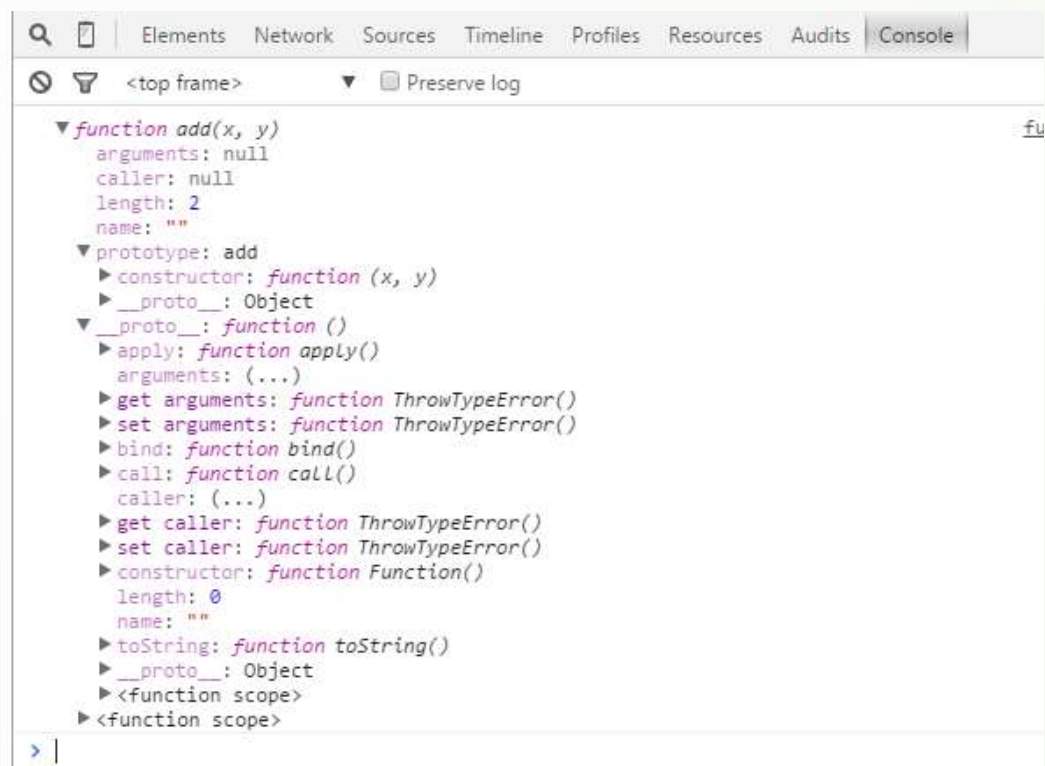 Elements Network Sources Timeline Profiles Resources Audits Console
<top frame> ▼ Preserve log
▼ function add(x, y) fu
arguments: null
caller: null
length: 2
name: ""
▼ prototype: add
▶ constructor: function (x, y)
▶ __proto__: Object
▼ __proto__: function ()
▶ apply: function apply()
arguments: (...)
▶ get arguments: function ThrowTypeError()
▶ set arguments: function ThrowTypeError()
▶ bind: function bind()
▶ call: function call()
caller: (...)
▶ get caller: function ThrowTypeError()
▶ set caller: function ThrowTypeError()
▶ constructor: function Function()
length: 0
name: ""
▶ toString: function toString()
▶ __proto__: Object
▶ <function scope>
▶ <function scope>
>